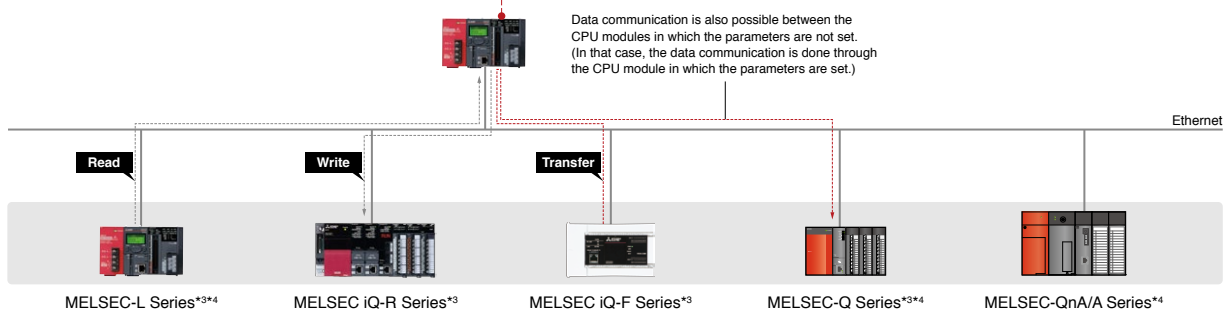 Data communication is also possible between the
CPU modules in which the parameters are not set.
(In that case, the data communication is done through
the CPU module in which the parameters are set.)
Ethernet
Read
Write
Transfer
MELSEC-L Series*3*4
MELSEC iQ-R Series*3
MELSEC iQ-F Series*3
MELSEC-Q Series*3*4
MELSEC-QnA/A Series*4